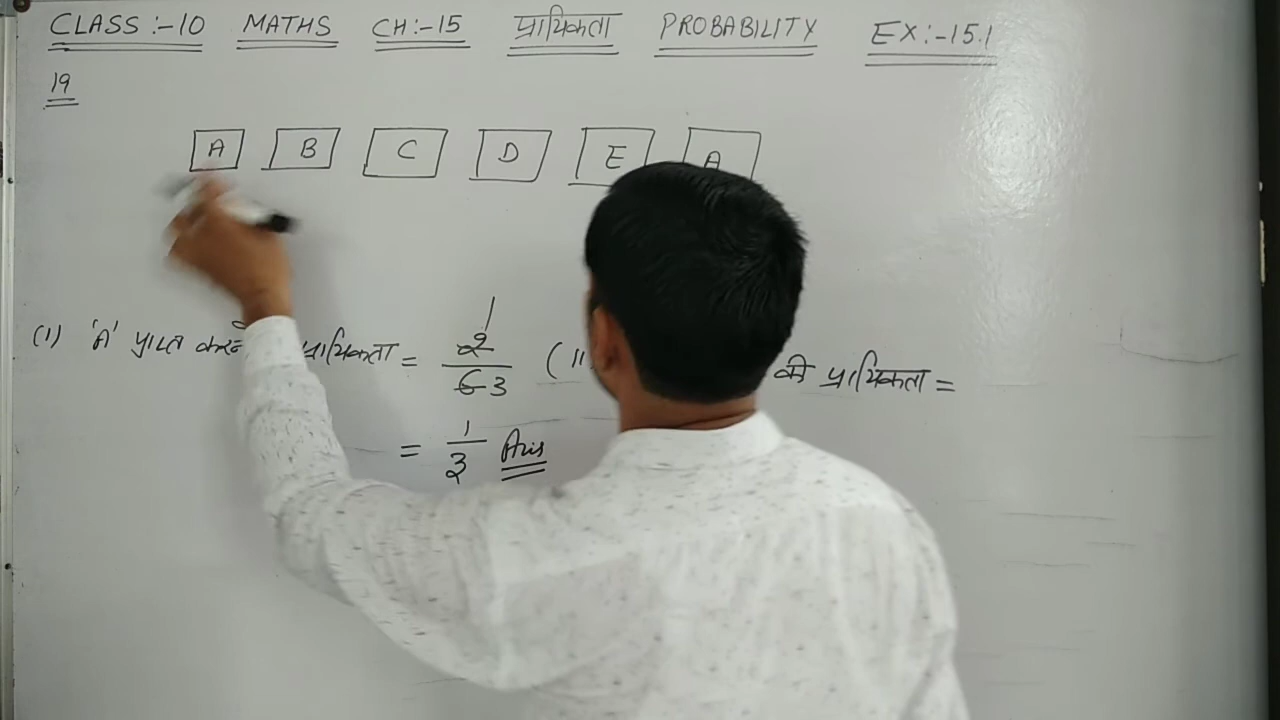 CLASS :-10 MATHS CH:-15 प्रायिकता PROBABILITY EX:-15.1
19
A B C D E A
(I) 'A' प्राप्त करने प्रायिकता = 2/6 1 3 (II) की प्रायिकता =
= 1/3 Ans